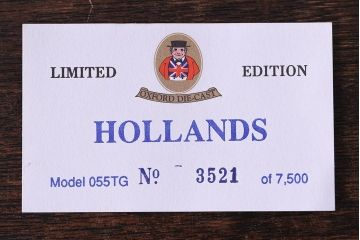 LIMITED EDITION
OXFORD DIE-CAST
HOLLANDS
Model 055TG Nº 3521 of 7,500